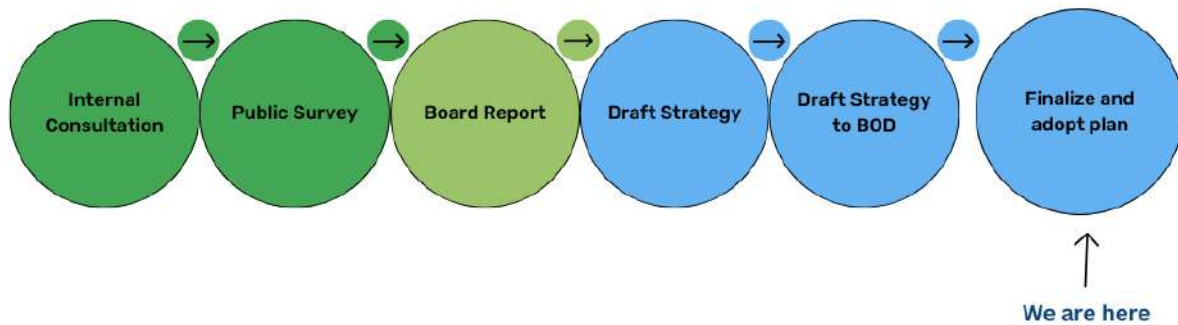 Internal
Consultation
Public Survey
Board Report
Draft Strategy
Draft Strategy
to BOD
Finalize and
adopt plan
We are here